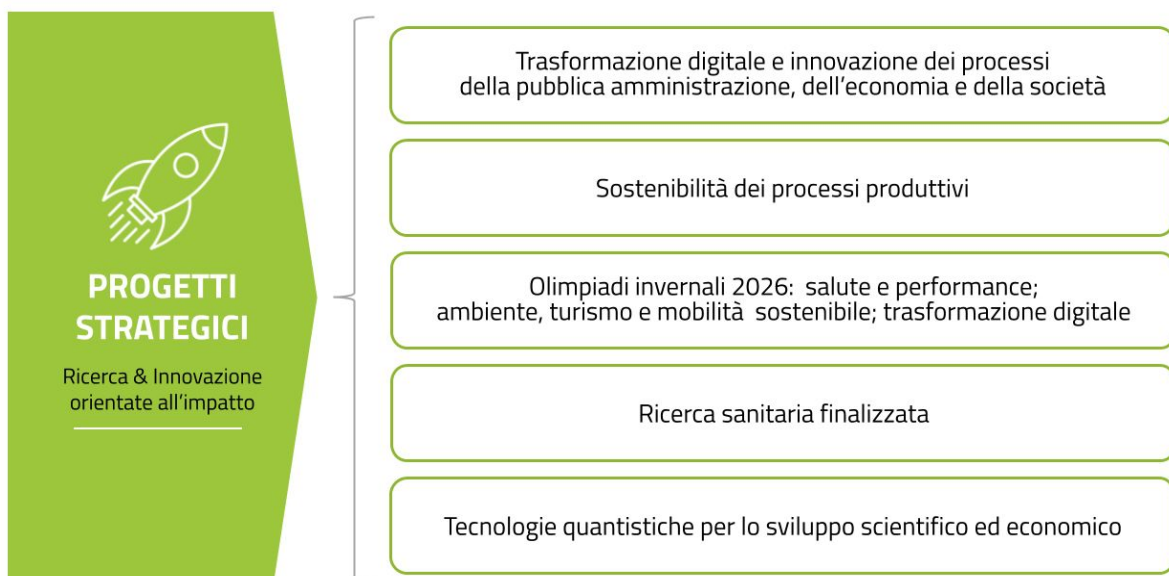 PROGETTI
STRATEGICI
Ricerca & Innovazione
orientate all’impatto
Trasformazione digitale e innovazione dei processi
della pubblica amministrazione, dell’economia e della società
Sostenibilità dei processi produttivi
Olimpiadi invernali 2026: salute e performance;
ambiente, turismo e mobilità sostenibile; trasformazione digitale
Ricerca sanitaria finalizzata
Tecnologie quantistiche per lo sviluppo scientifico ed economico